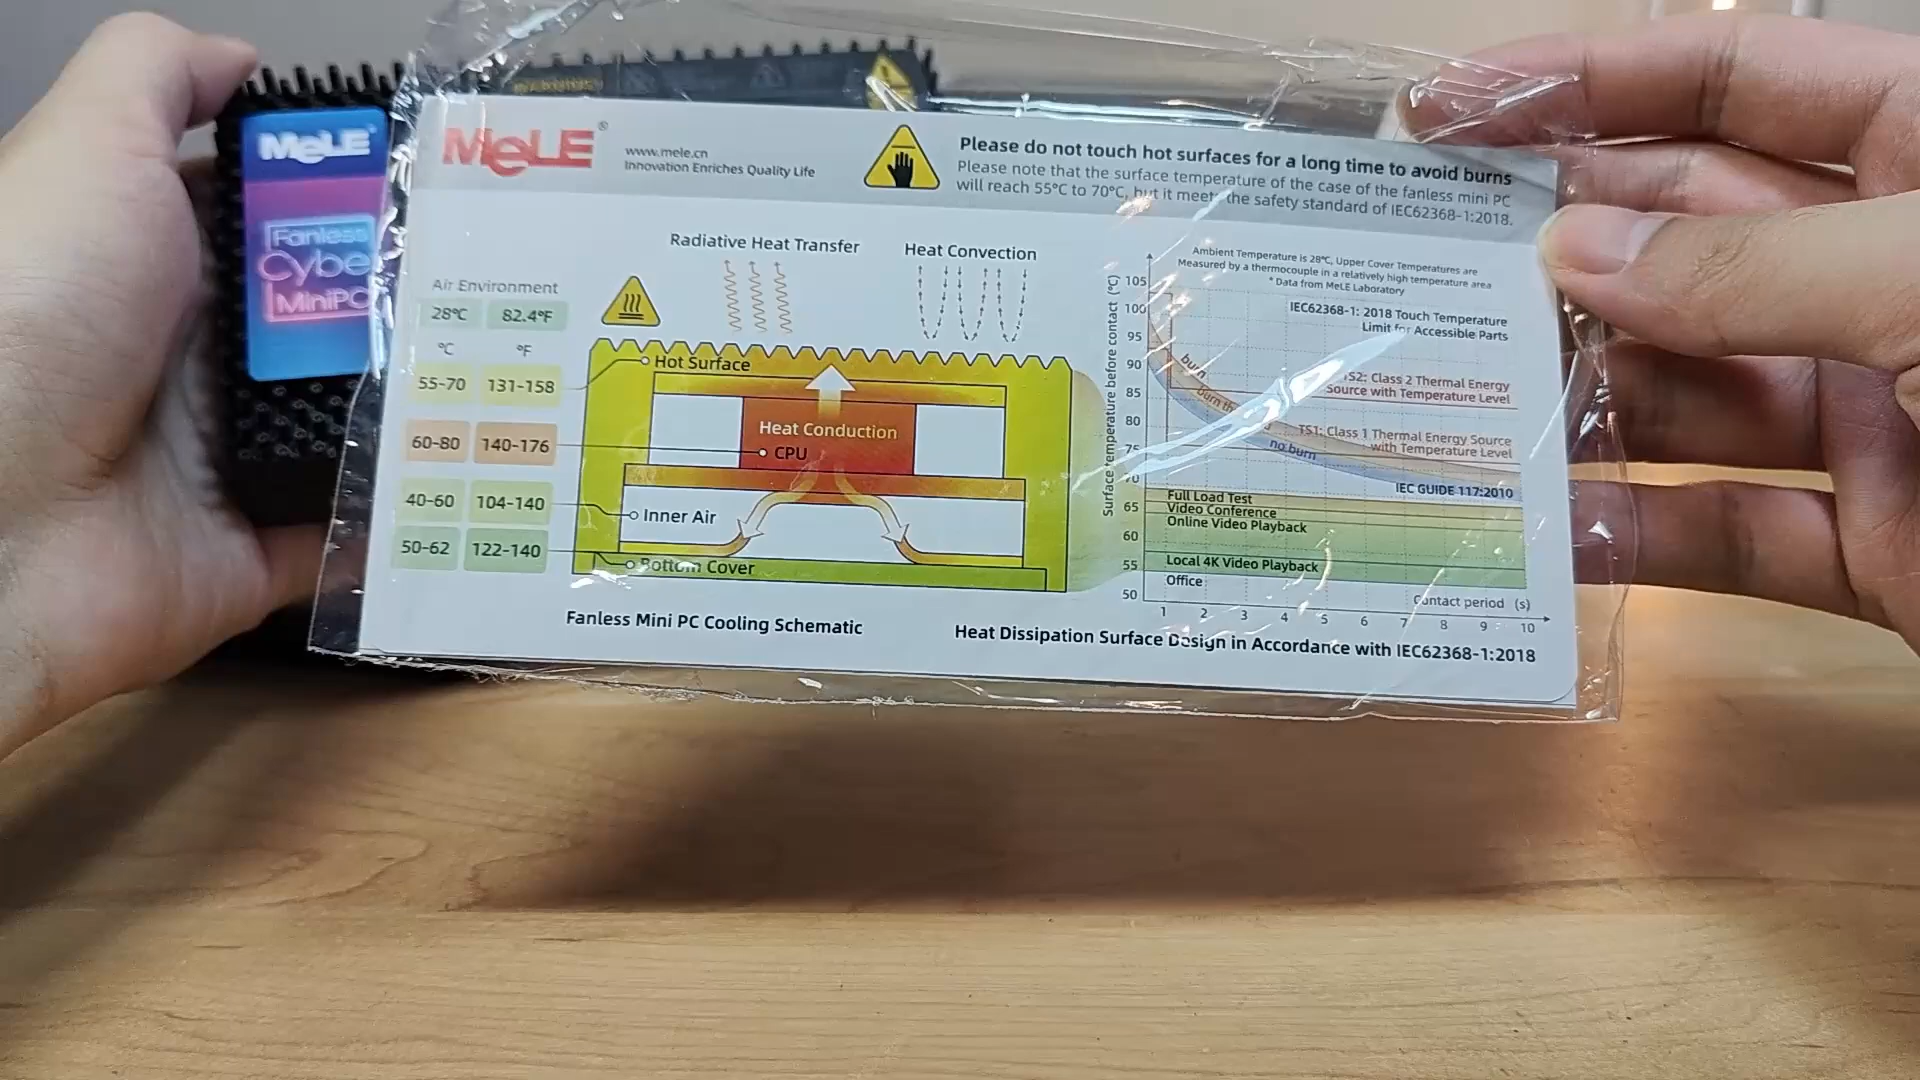 MeLE
Fanless
MiniPC
MeLE®
www.mele.cn
Innovation Enriches Quality Life
Please do not touch hot surfaces for a long time to avoid burns
Please note that the surface temperature of the case of the fanless mini PC
will reach 55℃ to 70℃, but it meets the safety standard of IEC62368-1:2018.
Air Environment
28℃ 82.4℉
℃ ℉
55-70 131-158
60-80 140-176
40-60 104-140
50-62 122-140
Radiative Heat Transfer
Heat Convection
Hot Surface
Heat Conduction
CPU
Inner Air
Bottom Cover
Fanless Mini PC Cooling Schematic
Ambient Temperature is 28℃, Upper Cover Temperatures are
Measured by a thermocouple in a relatively high temperature area
* Data from MeLE Laboratory
IEC62368-1: 2018 Touch Temperature
Limit for Accessible Parts
TS2: Class 2 Thermal Energy
Source with Temperature Level
TS1: Class 1 Thermal Energy Source
with Temperature Level
burn
burn
no burn
IEC GUIDE 117:2010
Full Load Test
Video Conference
Online Video Playback
Local 4K Video Playback
Office
Surface temperature before contact (℃)
105
100
95
90
85
80
75
70
65
60
55
50
1 2 3 4 5 6 7 8 9 10
Contact period (s)
Heat Dissipation Surface Design in Accordance with IEC62368-1:2018